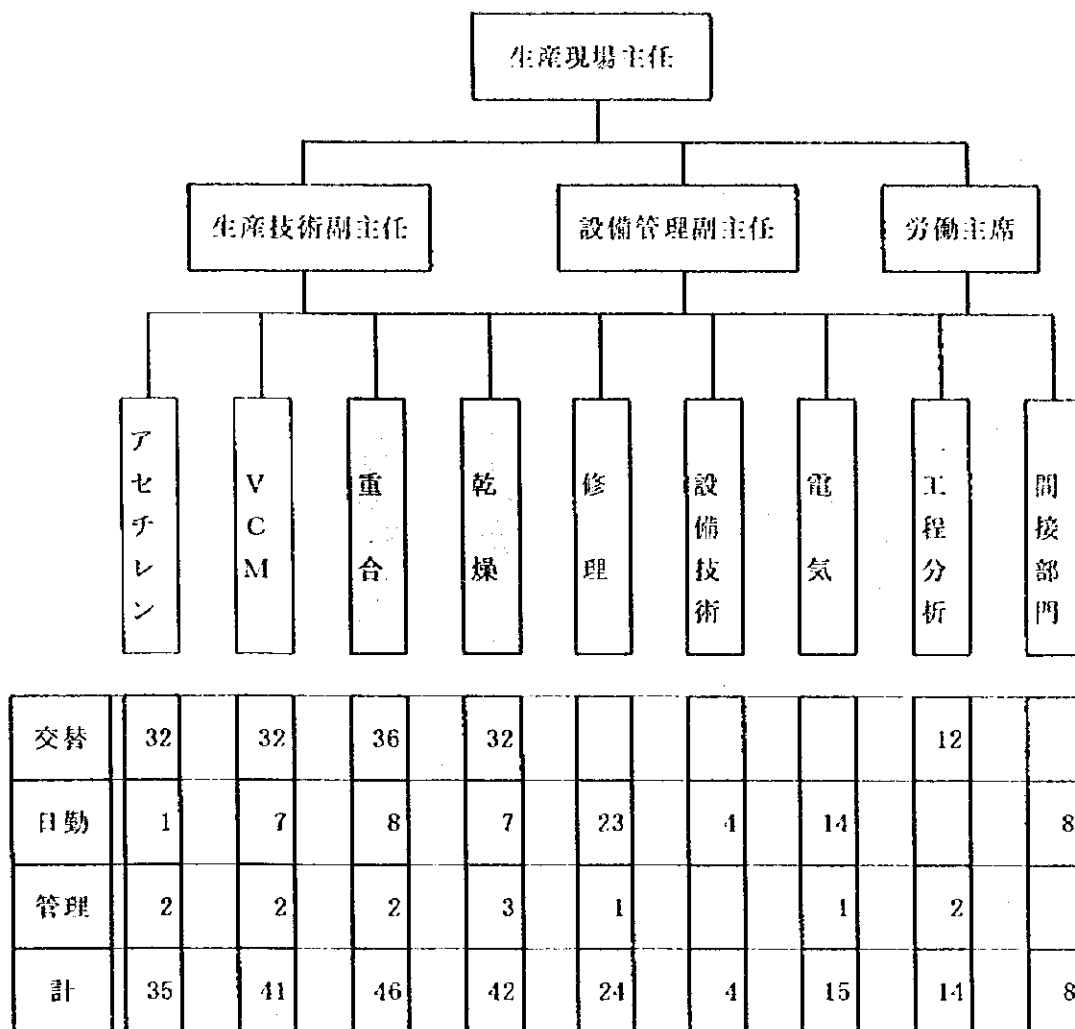 生産現場主任
生産技術副主任 設備管理副主任 労働主席
アセチレン
VCM
重合
乾燥
修理
設備技術
電気
工程分析
間接部門
交替 32 32 36 32 12
日勤 1 7 8 7 23 4 14 8
管理 2 2 2 3 1 1 2
計 35 41 46 42 24 4 15 14 8